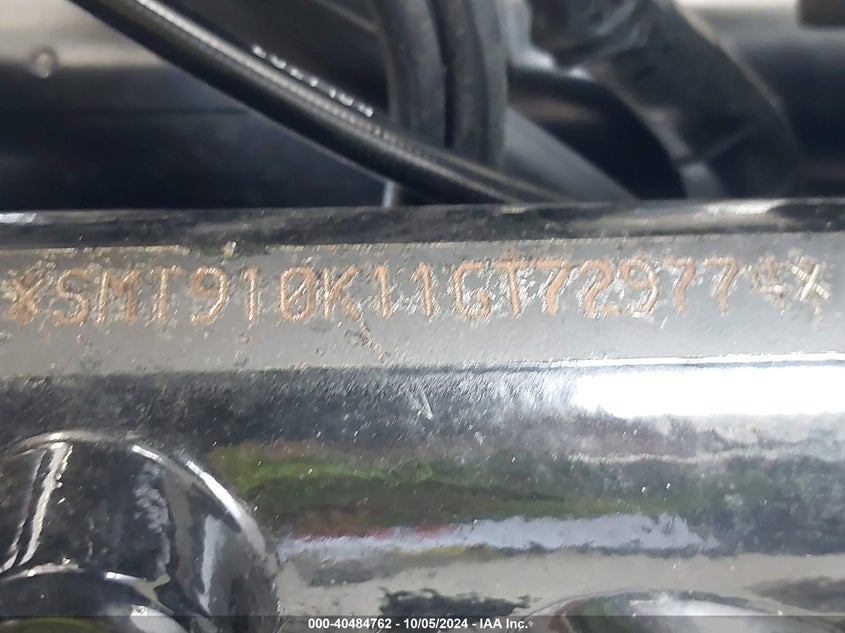 *SMT910K11GT729774*
000-40484762 - 10/05/2024 - IAA Inc.